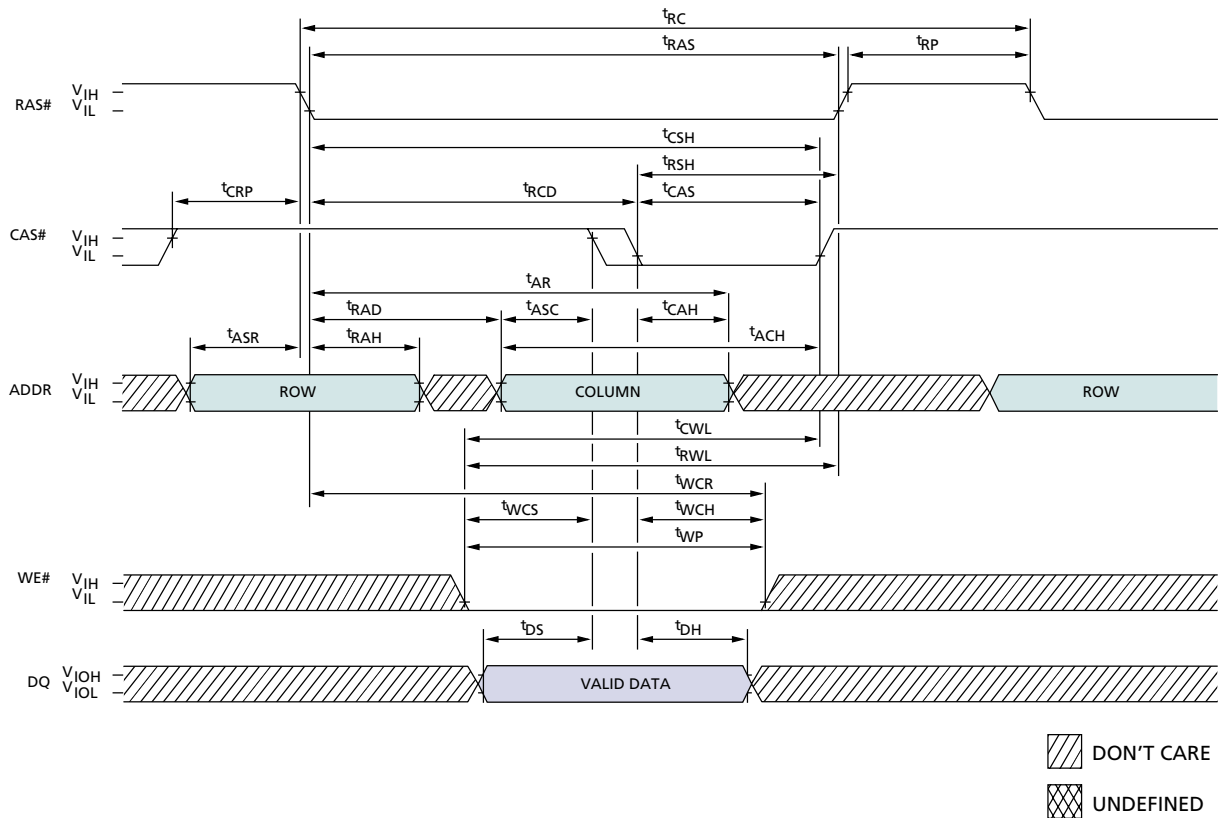 tRC
tRAS
tRP
RAS# VIH
VIL
tCSH
tRSH
tCRP
tRCD
tCAS
CAS# VIH
VIL
tAR
tRAD
tASC
tCAH
tASR
tRAH
tACH
ADDR VIH
VIL
ROW
COLUMN
ROW
tCWL
tRWL
tWCR
tWCS
tWCH
tWP
WE# VIH
VIL
tDS
tDH
DQ VIOH
VIOL
VALID DATA
DON'T CARE
UNDEFINED